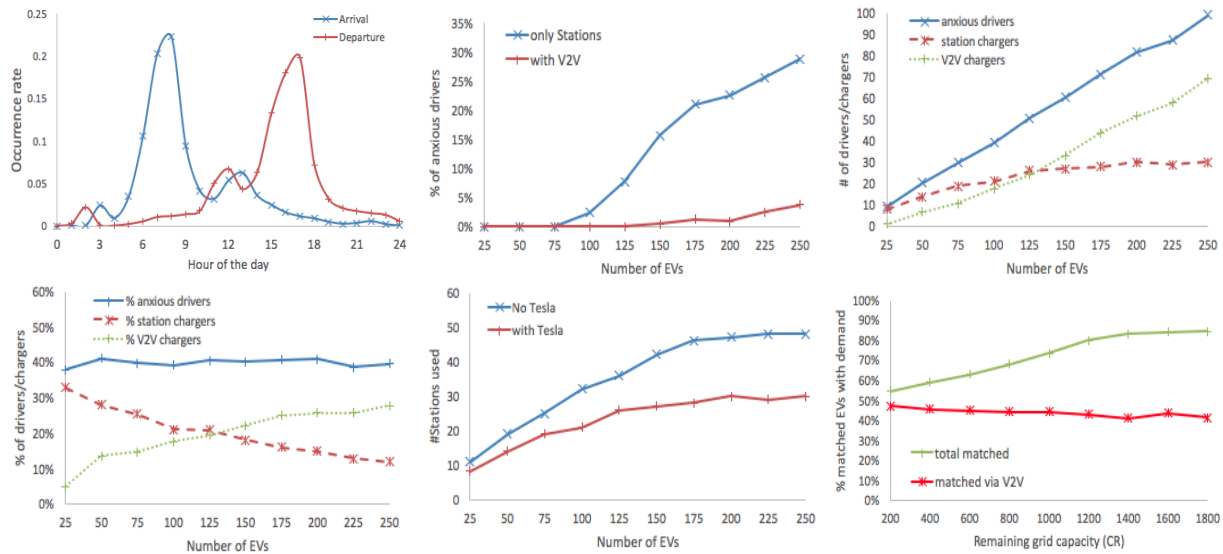 0.25
0.2
0.15
0.1
0.05
0
Occurrence rate
Arrival
Departure
0 3 6 9 12 15 18 21 24
Hour of the day
35%
30%
25%
20%
15%
10%
5%
0%
% of anxious drivers
only Stations
with V2V
25 50 75 100 125 150 175 200 225 250
Number of EVs
100
90
80
70
60
50
40
30
20
10
0
# of drivers/chargers
anxious drivers
station chargers
V2V chargers
25 50 75 100 125 150 175 200 225 250
Number of EVs
60%
50%
40%
30%
20%
10%
0%
% of drivers/chargers
% anxious drivers
% station chargers
% V2V chargers
25 50 75 100 125 150 175 200 225 250
Number of EVs
60
50
40
30
20
10
0
#Stations used
No Tesla
with Tesla
25 50 75 100 125 150 175 200 225 250
Number of EVs
100%
90%
80%
70%
60%
50%
40%
30%
20%
10%
0%
% matched EVs with demand
total matched
matched via V2V
200 400 600 800 1000 1200 1400 1600 1800
Remaining grid capacity (CR)